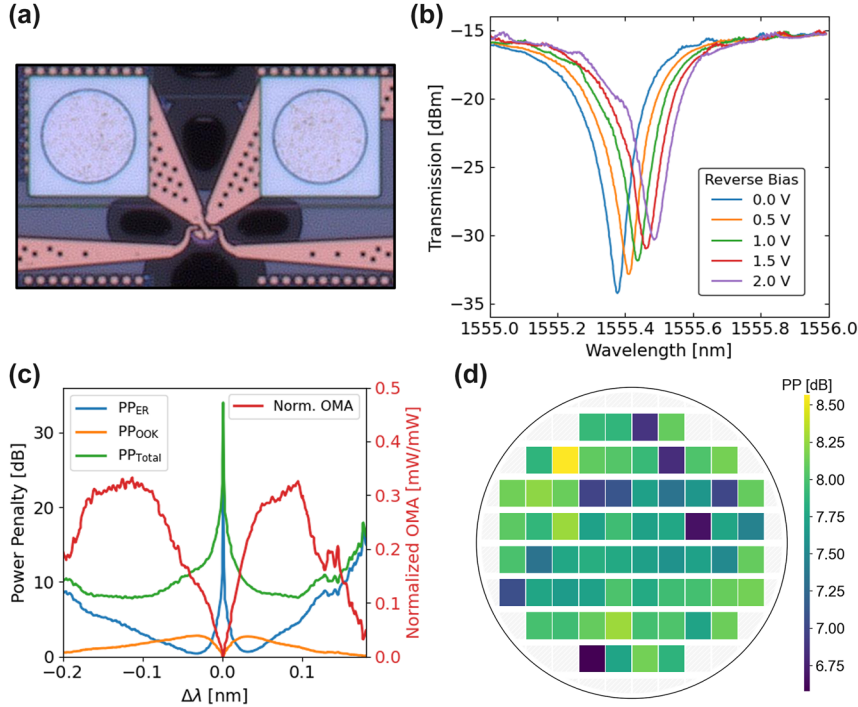 (a)
(b)
−15
−20
−25
−30
−35
Transmission [dBm]
Reverse Bias
0.0 V
0.5 V
1.0 V
1.5 V
2.0 V
1555.0 1555.2 1555.4 1555.6 1555.8 1556.0
Wavelength [nm]
(c)
PP_ER
PP_OOK
PP_Total
Norm. OMA
30
20
10
0
Power Penalty [dB]
0.5
0.4
0.3
0.2
0.1
0.0
Normalized OMA [mW/mW]
−0.2 −0.1 0.0 0.1
Δλ [nm]
(d)
PP [dB]
8.50
8.25
8.00
7.75
7.50
7.25
7.00
6.75